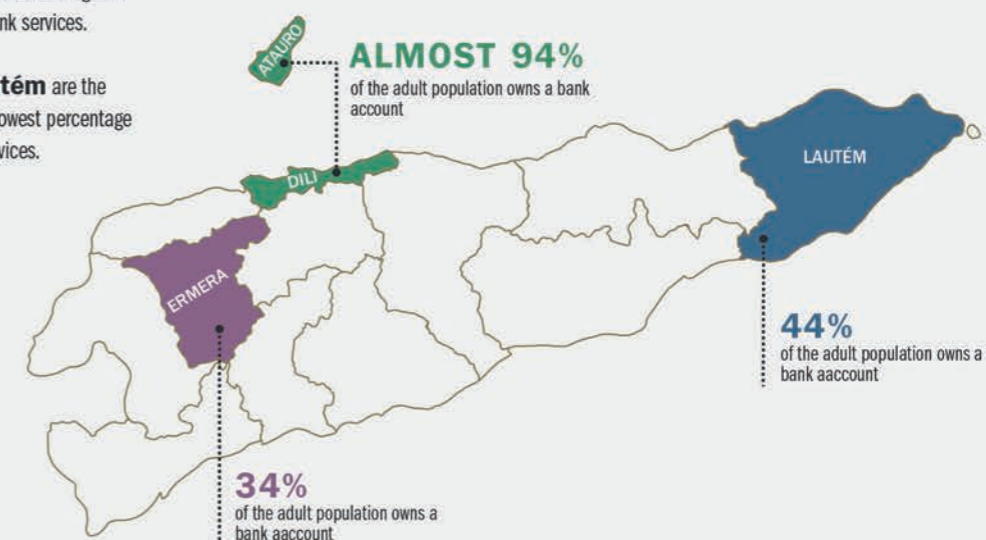 nk services.
tém are the
owest percentage
vices.
ATAURO
ALMOST 94%
of the adult population owns a bank
account
DILI
LAUTÉM
ERMERA
44%
of the adult population owns a
bank aaccount
34%
of the adult population owns a
bank aaccount